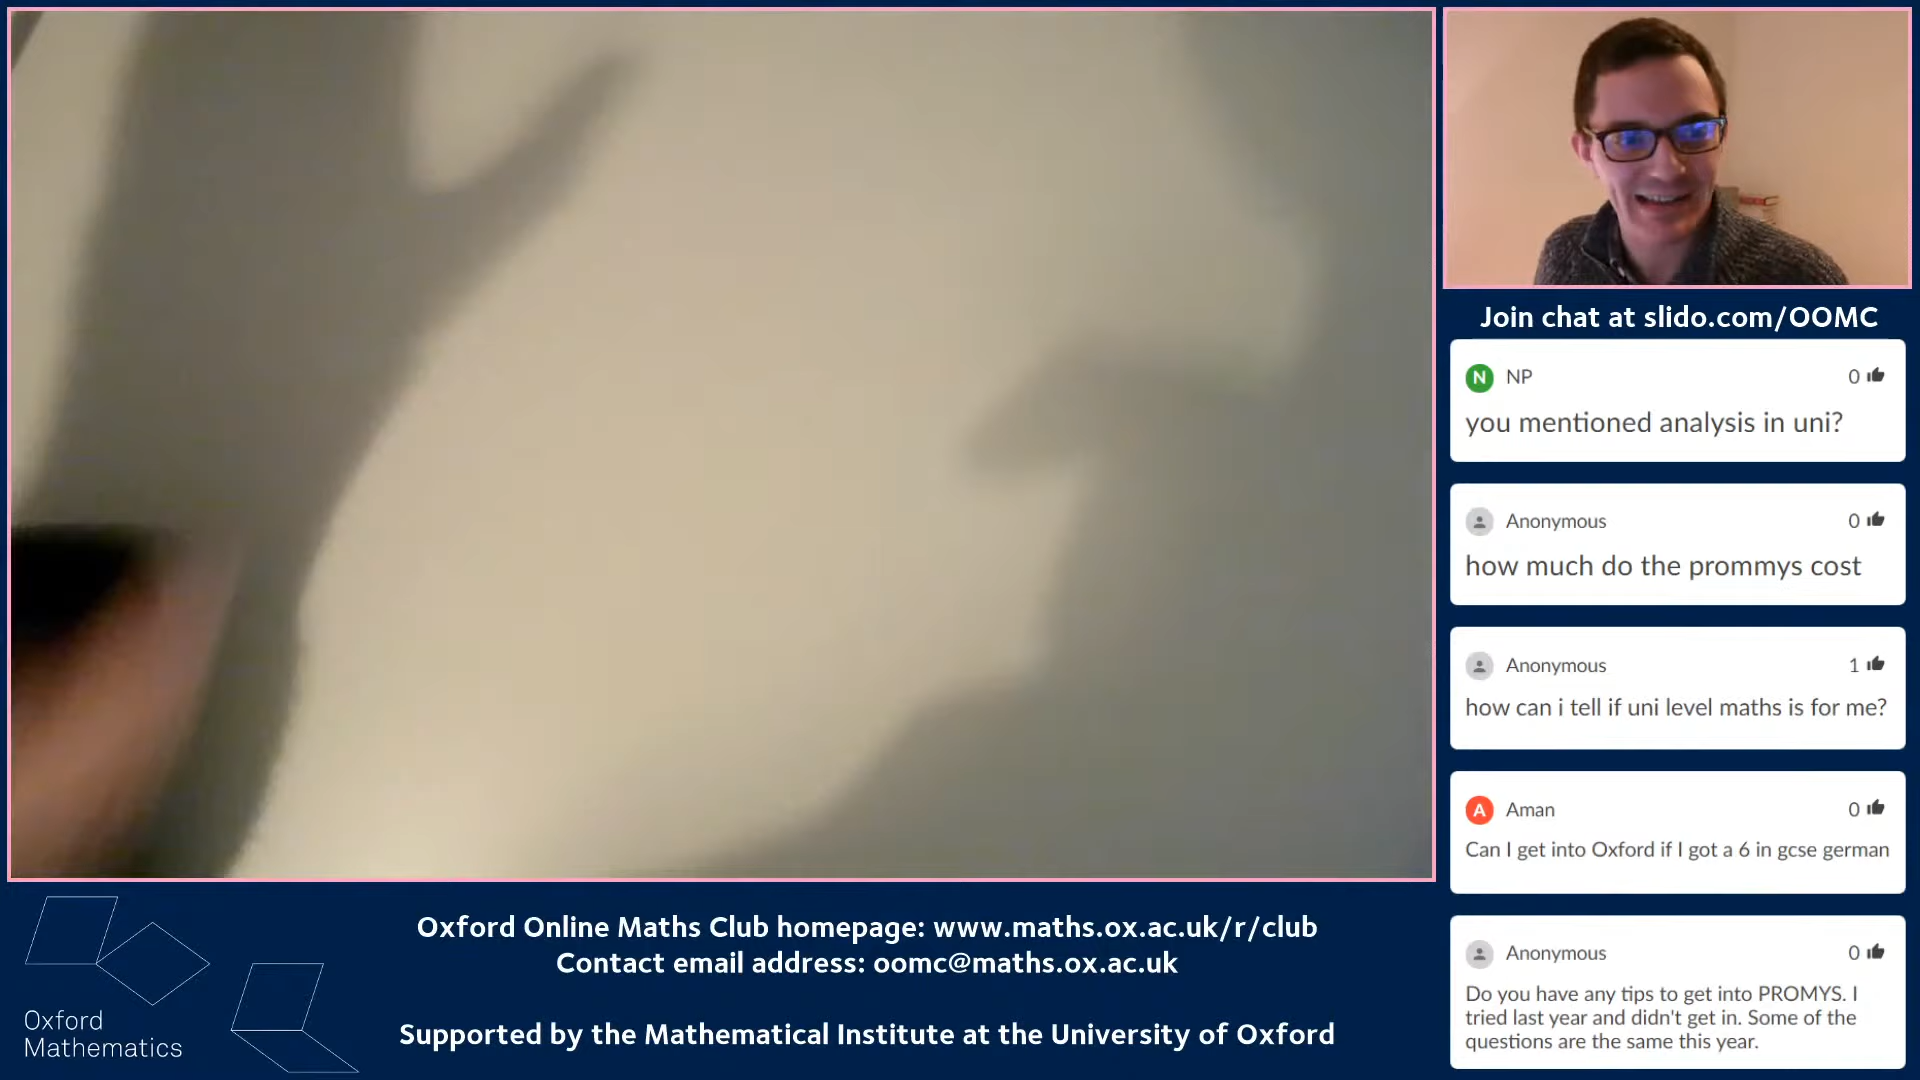 Join chat at slido.com/OOMC
N NP 0
you mentioned analysis in uni?
Anonymous 0
how much do the prommys cost
Anonymous 1
how can i tell if uni level maths is for me?
A Aman 0
Can I get into Oxford if I got a 6 in gcse german
Anonymous 0
Do you have any tips to get into PROMYS. I
tried last year and didn't get in. Some of the
questions are the same this year.
Oxford Online Maths Club homepage: www.maths.ox.ac.uk/r/club
Contact email address: oomc@maths.ox.ac.uk
Supported by the Mathematical Institute at the University of Oxford
Oxford
Mathematics